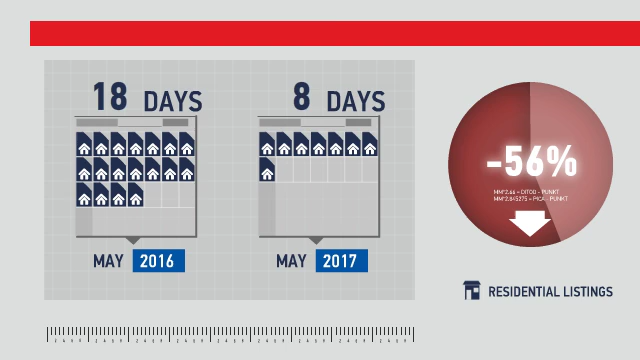 18 DAYS
8 DAYS
MAY 2016
MAY 2017
-56%
RESIDENTIAL LISTINGS